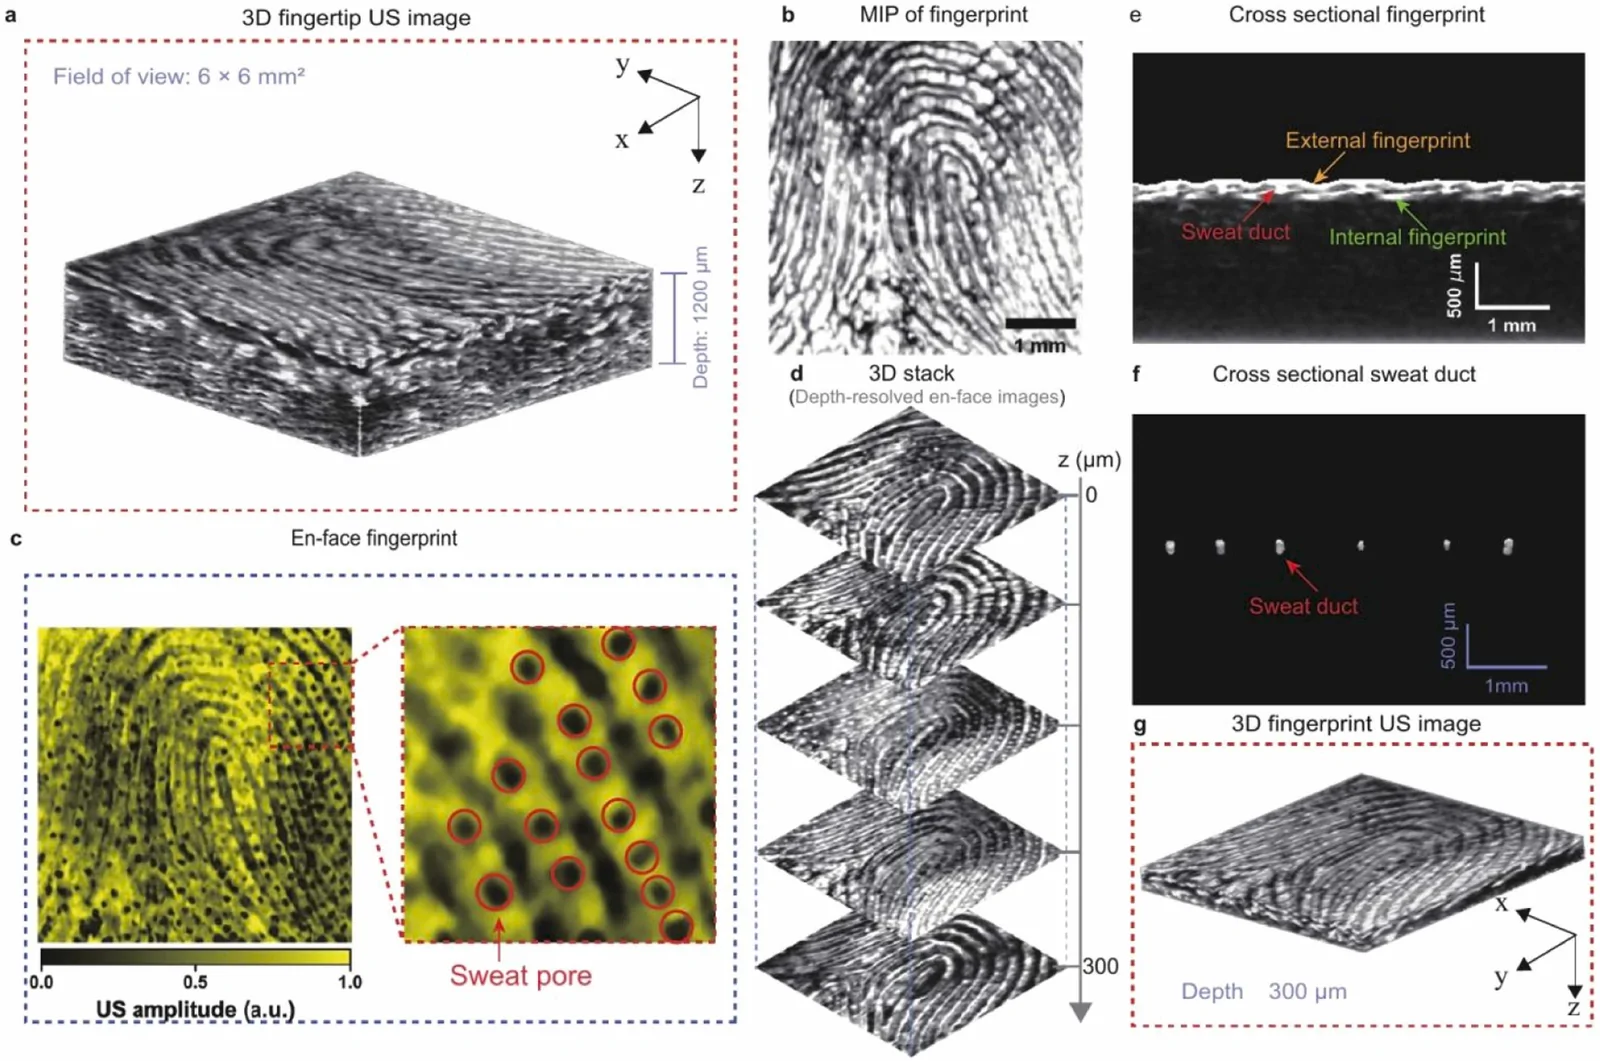 a
3D fingertip US image
Field of view: 6 × 6 mm²
y
x
z
Depth: 1200 µm
b
MIP of fingerprint
1 mm
c
En-face fingerprint
Sweat pore
0.0
0.5
1.0
US amplitude (a.u.)
d
3D stack
(Depth-resolved en-face images)
z (µm)
0
300
e
Cross sectional fingerprint
External fingerprint
Sweat duct
Internal fingerprint
500 µm
1 mm
f
Cross sectional sweat duct
Sweat duct
500 µm
1mm
g
3D fingerprint US image
x
y
z
Depth 300 µm